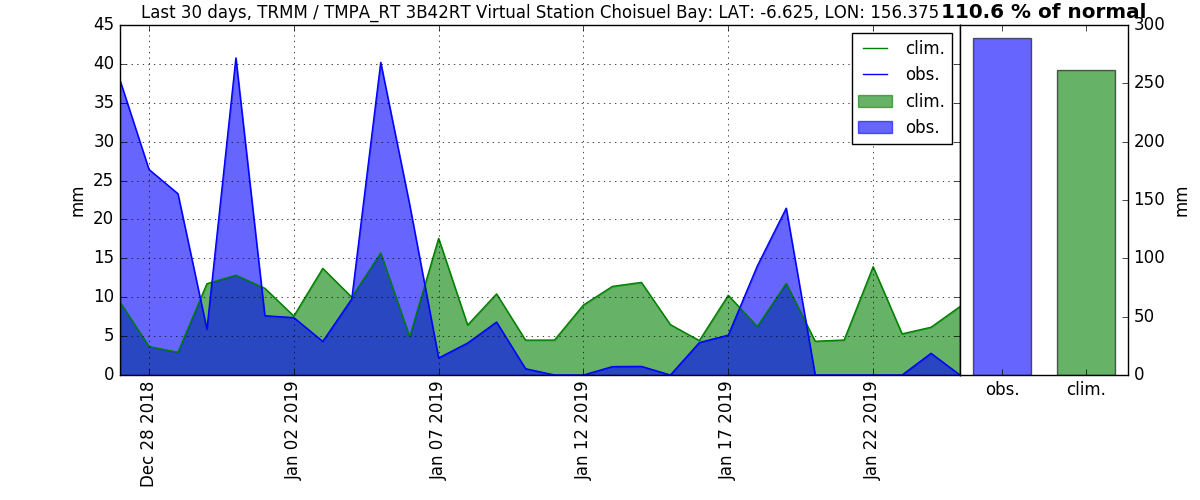 Last 30 days, TRMM / TMPA_RT 3B42RT Virtual Station Choisuel Bay: LAT: -6.625, LON: 156.375
110.6 % of normal
45
40
35
30
25
20
15
10
5
0
mm
clim.
obs.
clim.
obs.
Dec 28 2018
Jan 02 2019
Jan 07 2019
Jan 12 2019
Jan 17 2019
Jan 22 2019
300
250
200
150
100
50
0
mm
obs.
clim.